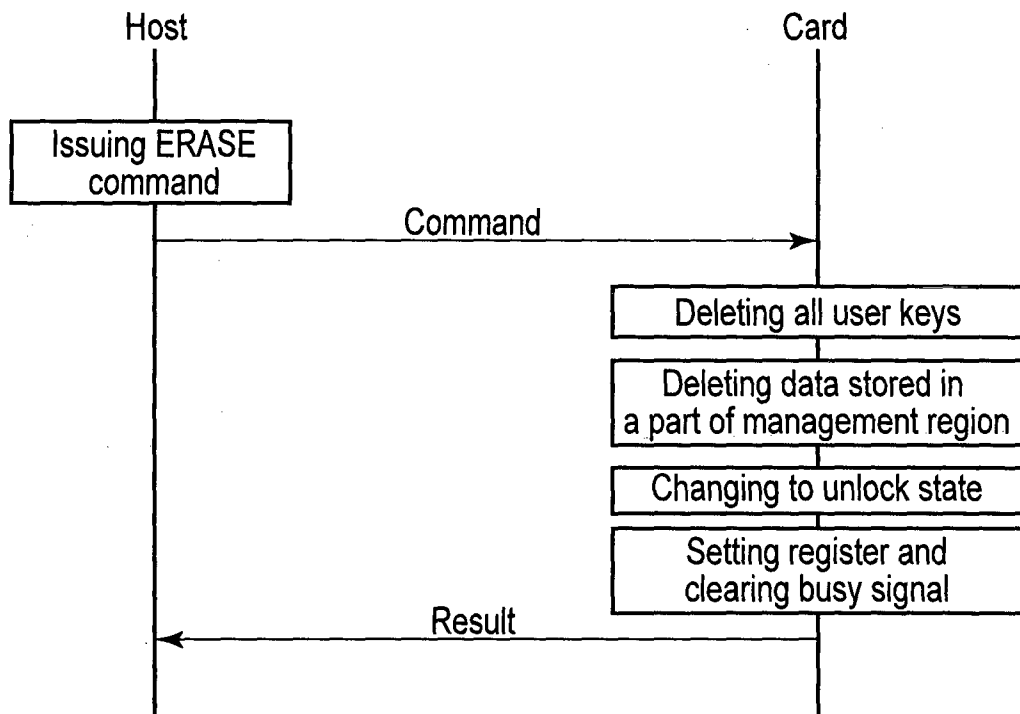 Host
Card
Issuing ERASE
command
Command
Deleting all user keys
Deleting data stored in
a part of management region
Changing to unlock state
Setting register and
clearing busy signal
Result